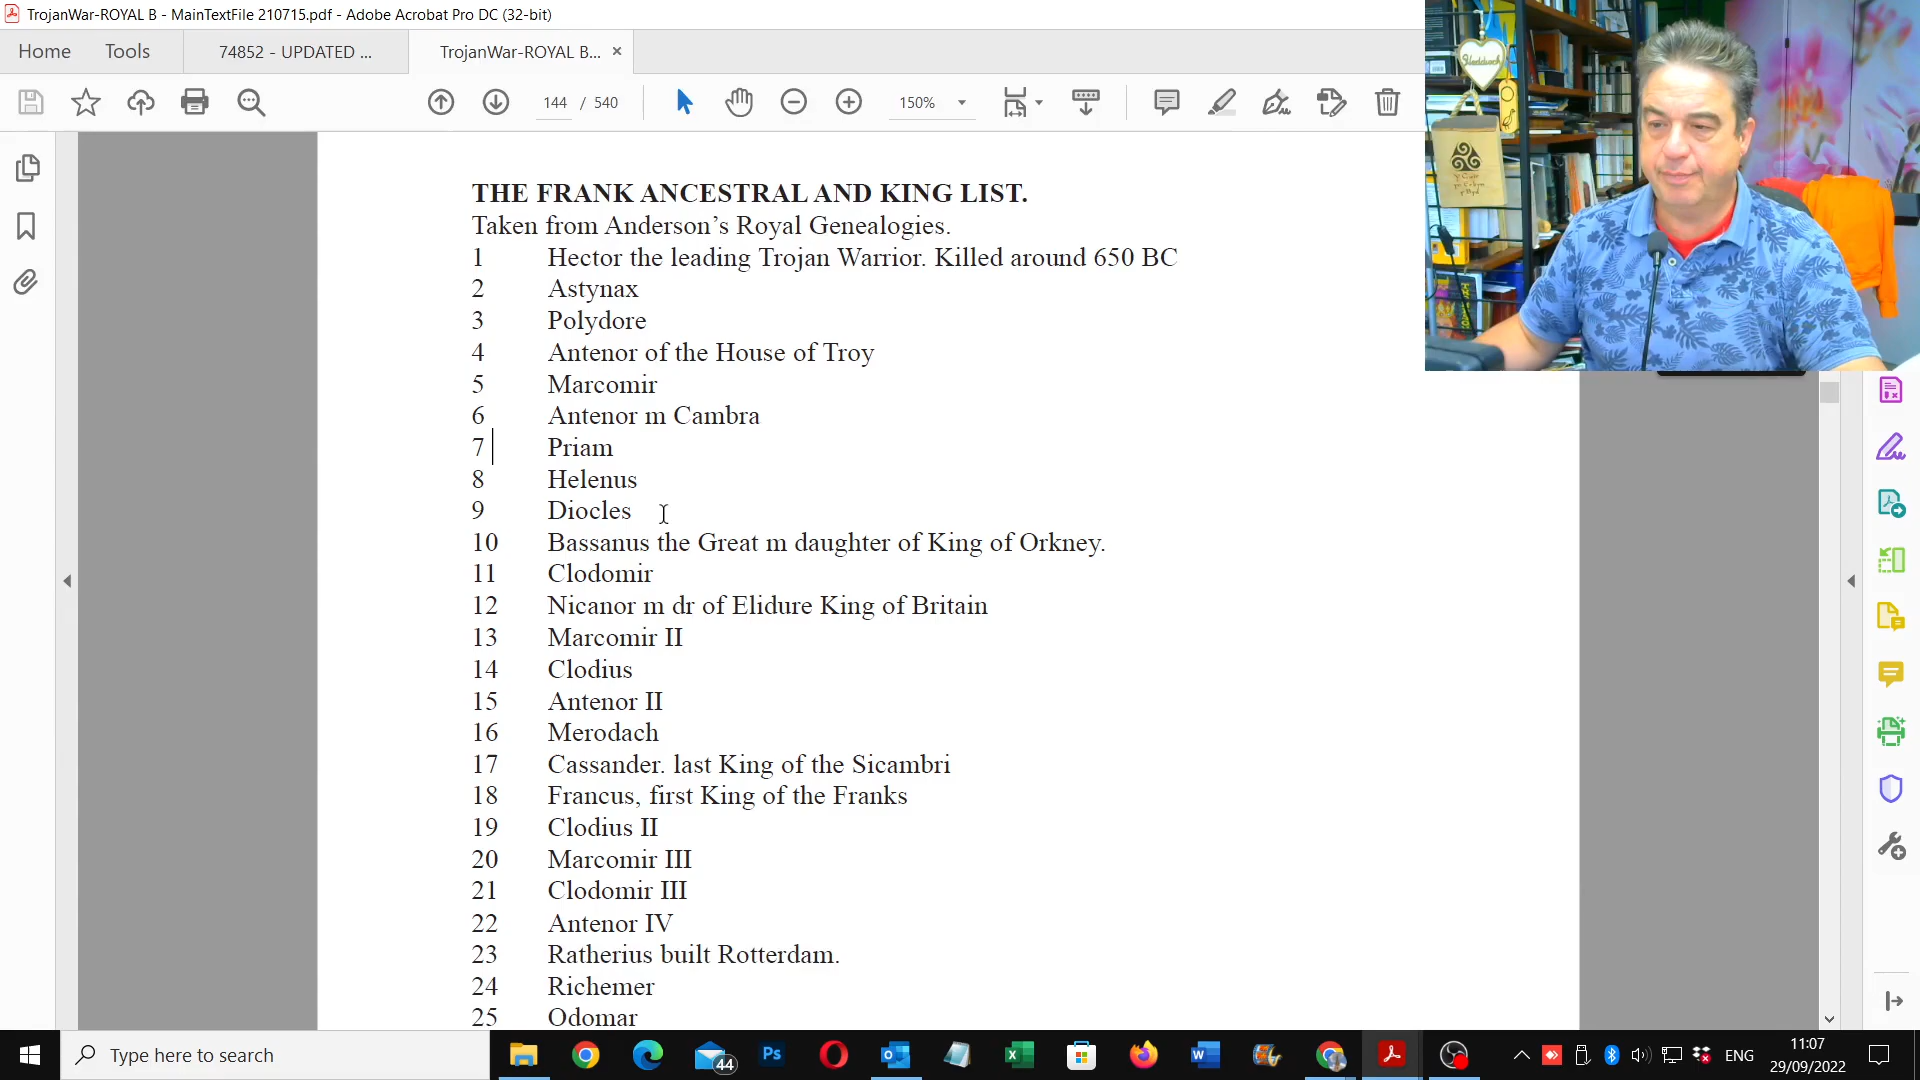 TrojanWar-ROYAL B - MainTextFile 210715.pdf - Adobe Acrobat Pro DC (32-bit)
Home
Tools
74852 - UPDATED ...
TrojanWar-ROYAL B... ×
144 / 540
150%
THE FRANK ANCESTRAL AND KING LIST.
Taken from Anderson's Royal Genealogies.
1 Hector the leading Trojan Warrior. Killed around 650 BC
2 Astynax
3 Polydore
4 Antenor of the House of Troy
5 Marcomir
6 Antenor m Cambra
7 Priam
8 Helenus
9 Diocles
10 Bassanus the Great m daughter of King of Orkney.
11 Clodomir
12 Nicanor m dr of Elidure King of Britain
13 Marcomir II
14 Clodius
15 Antenor II
16 Merodach
17 Cassander. last King of the Sicambri
18 Francus, first King of the Franks
19 Clodius II
20 Marcomir III
21 Clodomir III
22 Antenor IV
23 Ratherius built Rotterdam.
24 Richemer
25 Odomar
Type here to search
44
Ps
ENG
11:07
29/09/2022